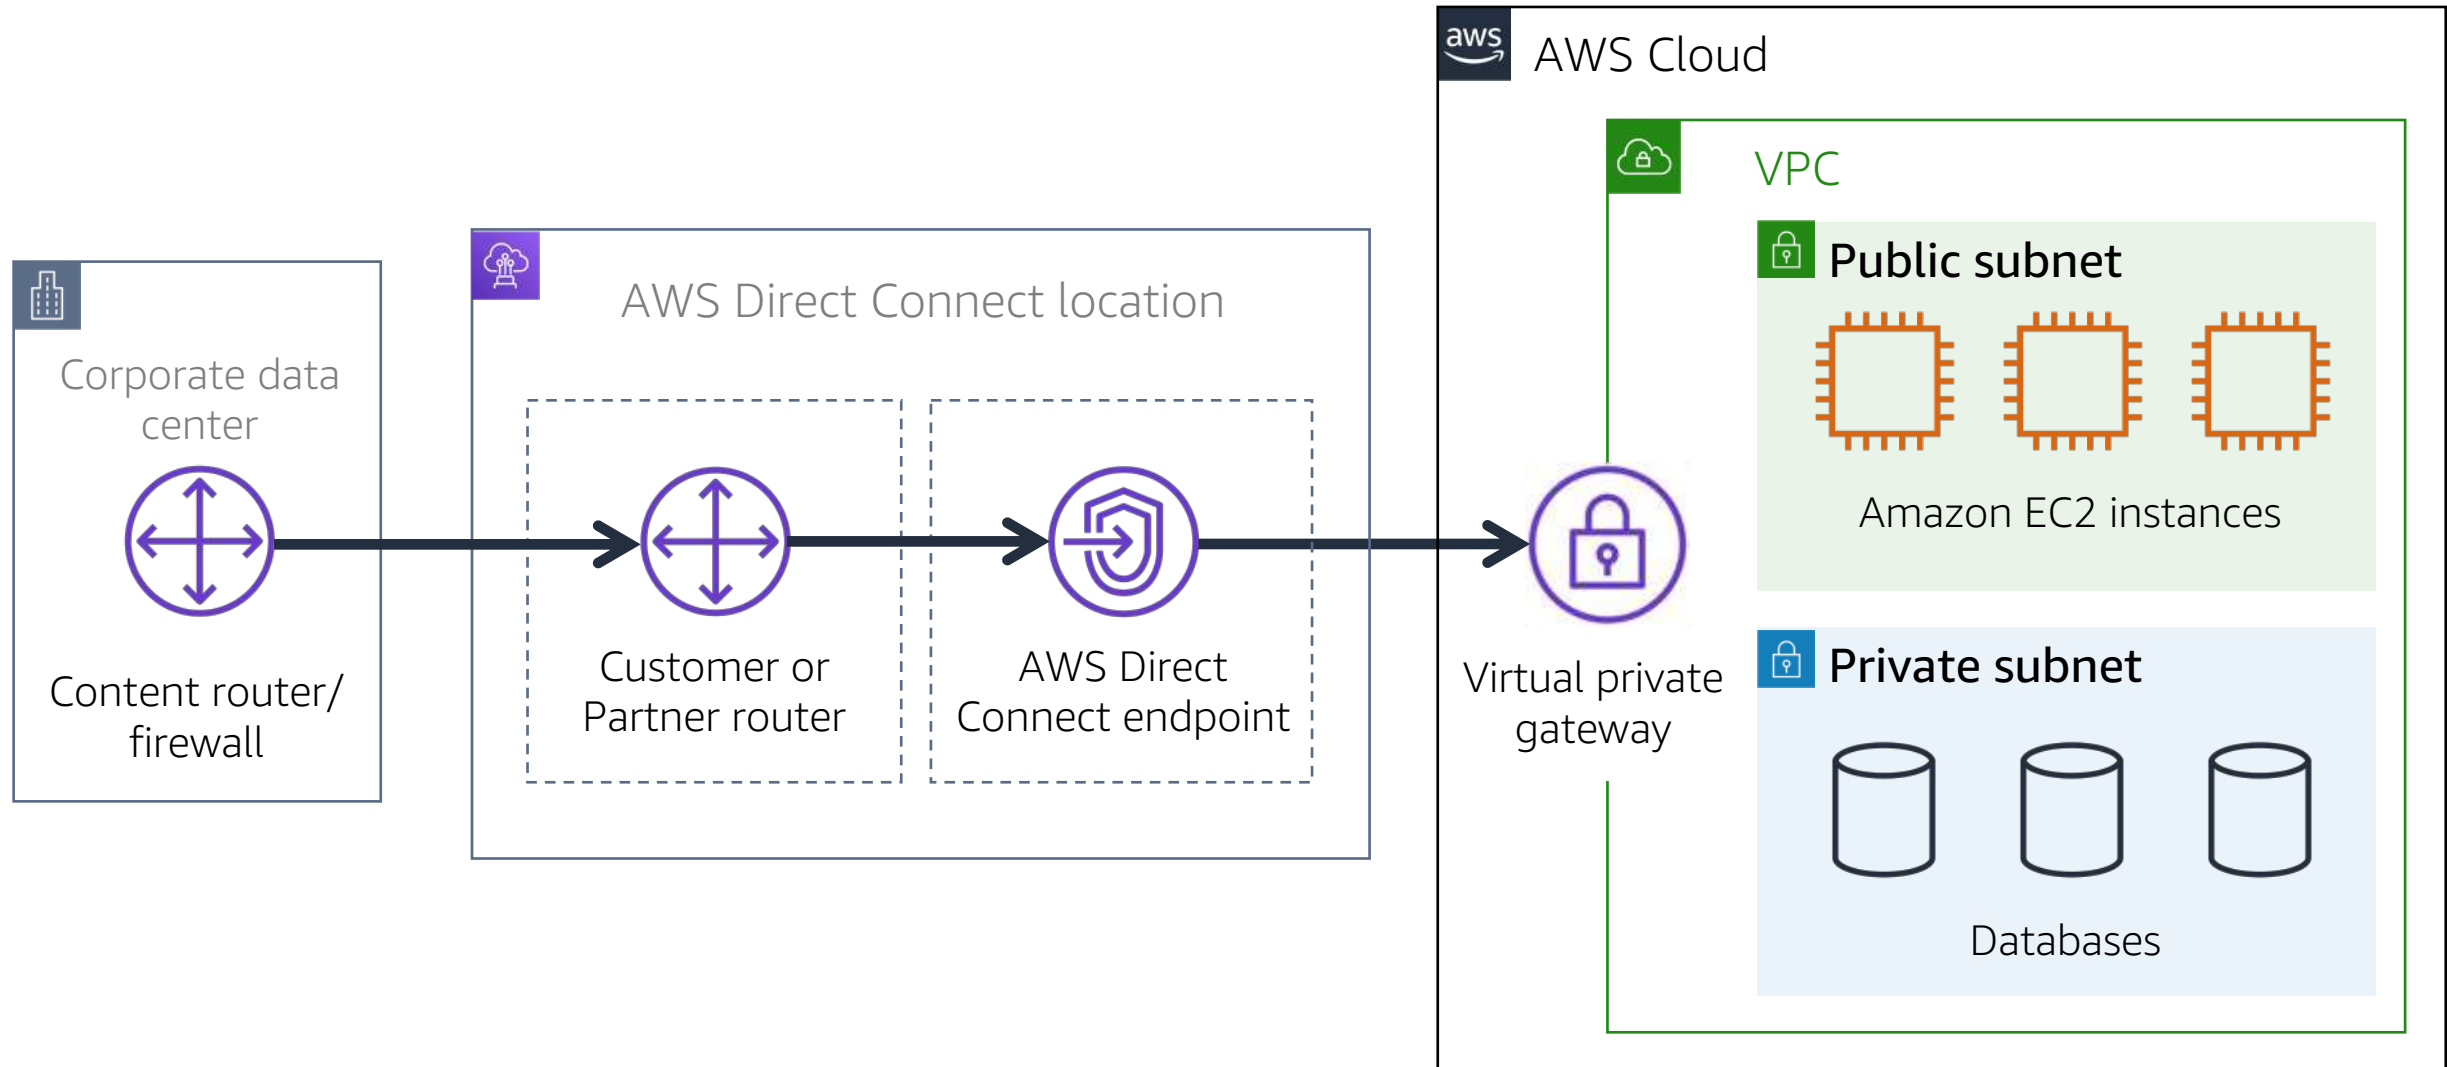 aws
AWS Cloud
VPC
Public subnet
Amazon EC2 instances
Private subnet
Databases
Virtual private
gateway
AWS Direct Connect location
Customer or
Partner router
AWS Direct
Connect endpoint
Corporate data
center
Content router/
firewall